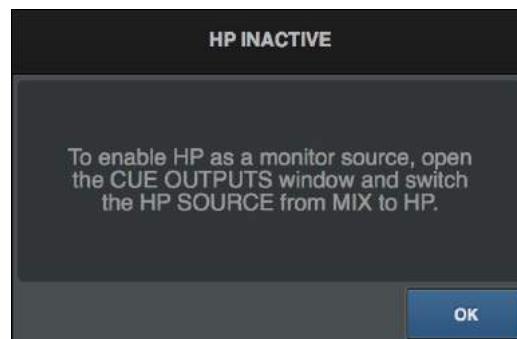 HP INACTIVE
To enable HP as a monitor source, open
the CUE OUTPUTS window and switch
the HP SOURCE from MIX to HP.
OK